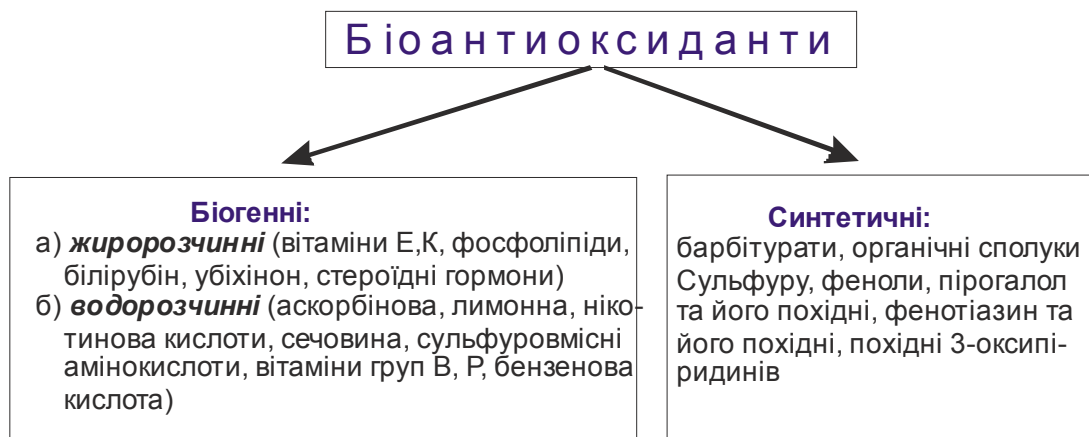 Біоантиоксиданти
Біогенні:
а) жиророзчинні (вітаміни Е,К, фосфоліпіди,
білірубін, убіхінон, стероїдні гормони)
б) водорозчинні (аскорбінова, лимонна, ніко-
тинова кислоти, сечовина, сульфуровмісні
амінокислоти, вітаміни груп В, Р, бензенова
кислота)
Синтетичні:
барбітурати, органічні сполуки
Сульфуру, феноли, пірогалол
та його похідні, фенотіазин та
його похідні, похідні 3-оксипі-
ридинів